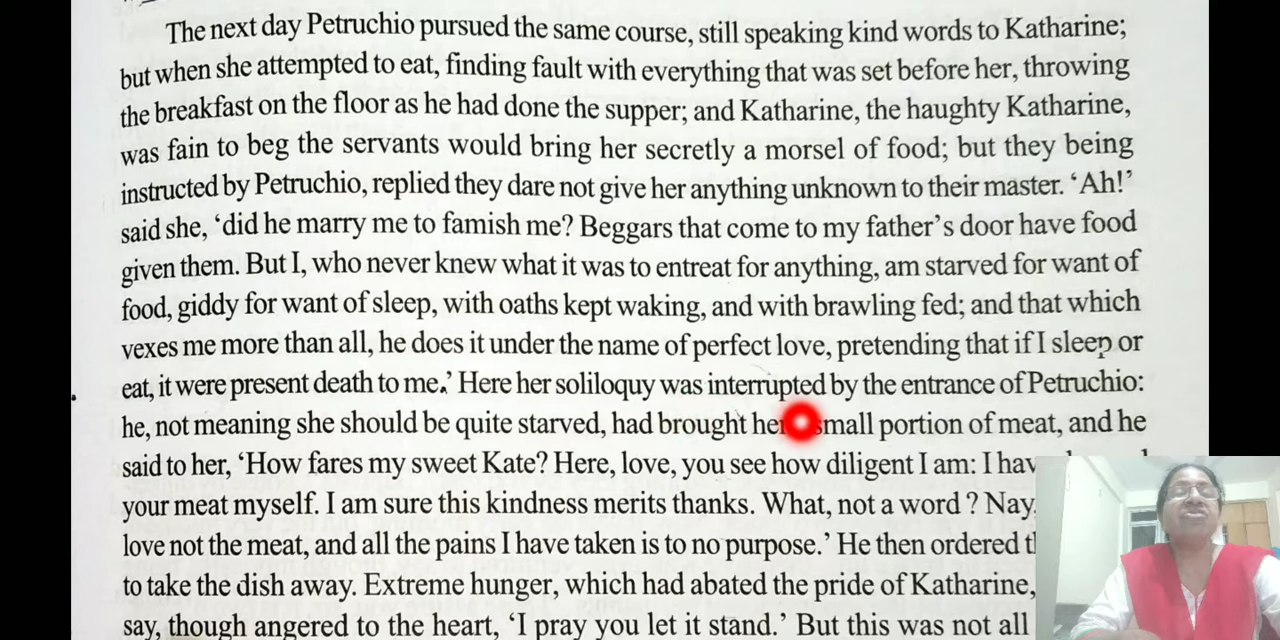 The next day Petruchio pursued the same course, still speaking kind words to Katharine;
but when she attempted to eat, finding fault with everything that was set before her, throwing
the breakfast on the floor as he had done the supper; and Katharine, the haughty Katharine,
was fain to beg the servants would bring her secretly a morsel of food; but they being
instructed by Petruchio, replied they dare not give her anything unknown to their master. ‘Ah!’
said she, ‘did he marry me to famish me? Beggars that come to my father’s door have food
given them. But I, who never knew what it was to entreat for anything, am starved for want of
food, giddy for want of sleep, with oaths kept waking, and with brawling fed; and that which
vexes me more than all, he does it under the name of perfect love, pretending that if I sleep or
eat, it were present death to me.’ Here her soliloquy was interrupted by the entrance of Petruchio:
he, not meaning she should be quite starved, had brought her small portion of meat, and he
said to her, ‘How fares my sweet Kate? Here, love, you see how diligent I am: I
your meat myself. I am sure this kindness merits thanks. What, not a word ? Nay,
love not the meat, and all the pains I have taken is to no purpose.’ He then ordered
to take the dish away. Extreme hunger, which had abated the pride of Katharine,
say, though angered to the heart, ‘I pray you let it stand.’ But this was not all